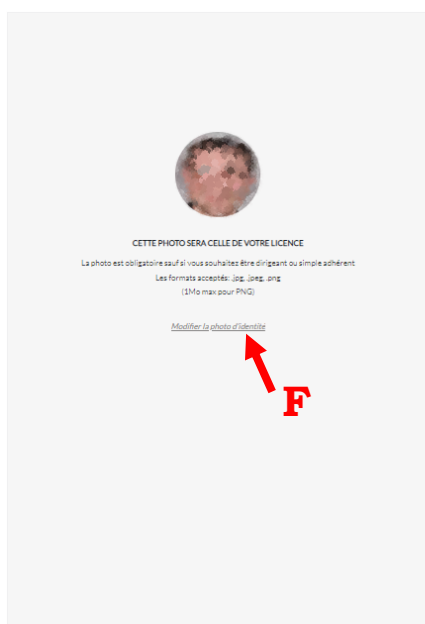 CETTE PHOTO SERA CELLE DE VOTRE LICENCE
La photo est obligatoire sauf si vous souhaitez être dirigeant ou simple adhérent
Les formats acceptés: .jpg, .jpeg, .png
(1Mo max pour PNG)
Modifier la photo d'identité
F